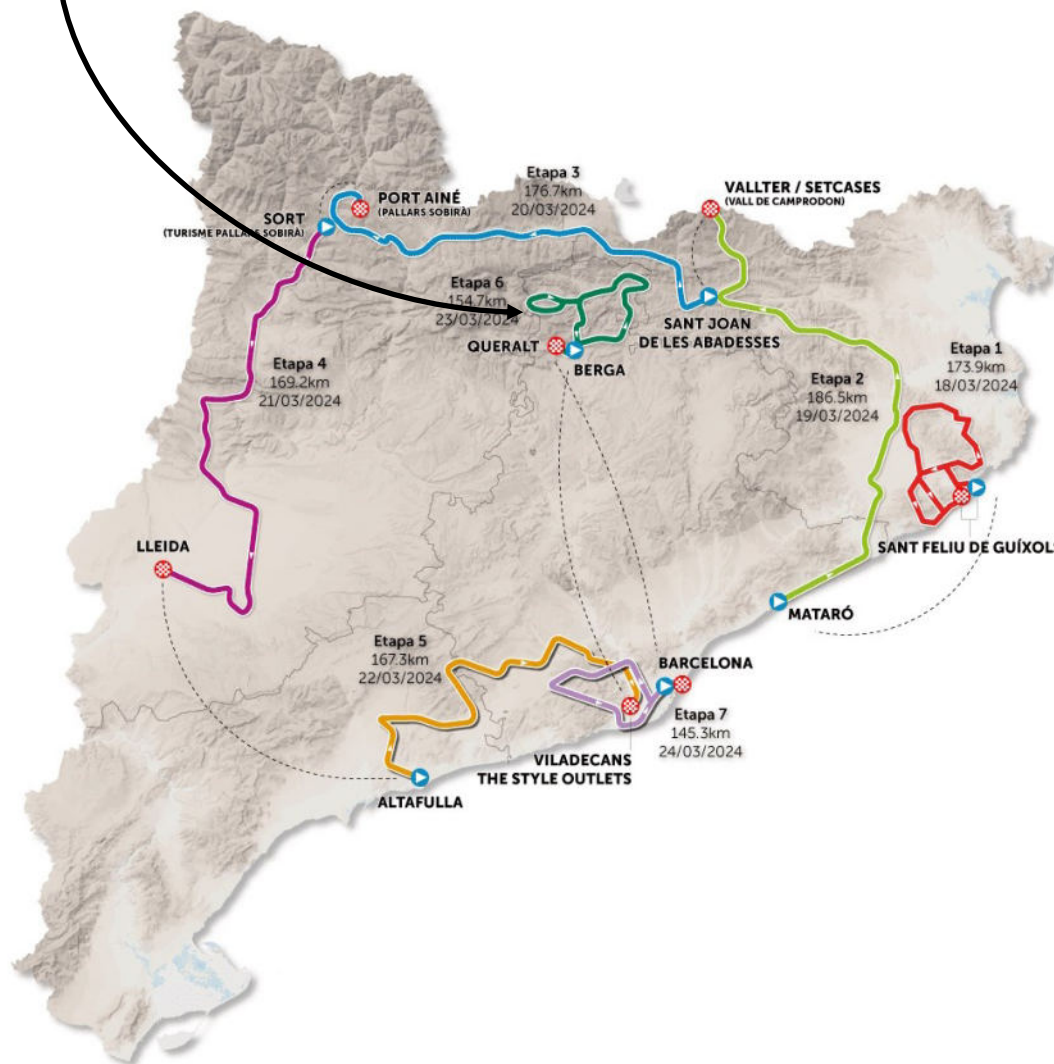 Etapa 3
176.7km
20/03/2024
PORT AINÉ
(PALLARS SOBIRÀ)
VALLTER / SETCASES
(VALL DE CAMPRODON)
SORT
(TURISME PALLARS SOBIRÀ)
Etapa 6
154.7km
23/03/2024
QUERALT
BERGA
SANT JOAN
DE LES ABADESSES
Etapa 1
173.9km
18/03/2024
Etapa 4
169.2km
21/03/2024
Etapa 2
186.5km
19/03/2024
LLEIDA
SANT FELIU DE GUÍXOLS
MATARÓ
Etapa 5
167.3km
22/03/2024
BARCELONA
Etapa 7
145.3km
24/03/2024
VILADECANS
THE STYLE OUTLETS
ALTAFULLA